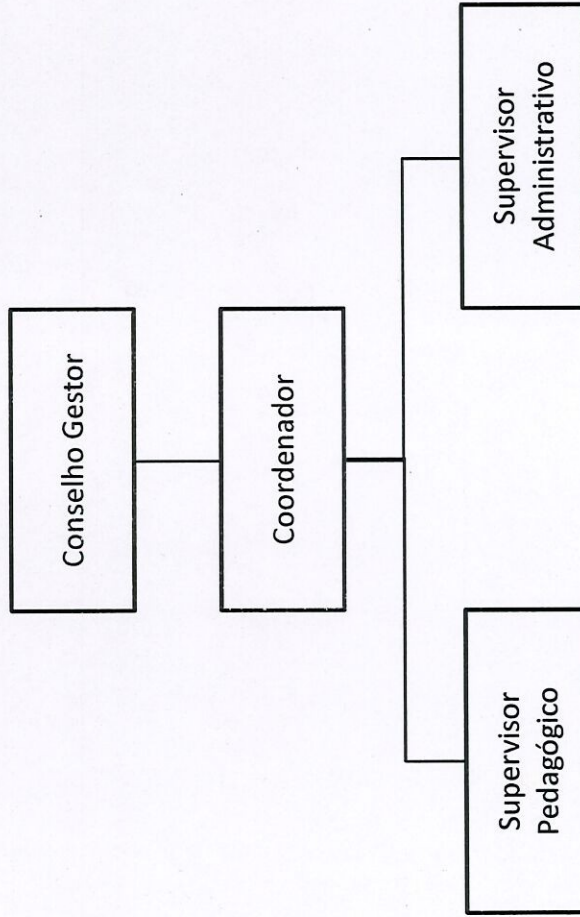 Conselho Gestor
Coordenador
Supervisor
Pedagógico
Supervisor
Administrativo